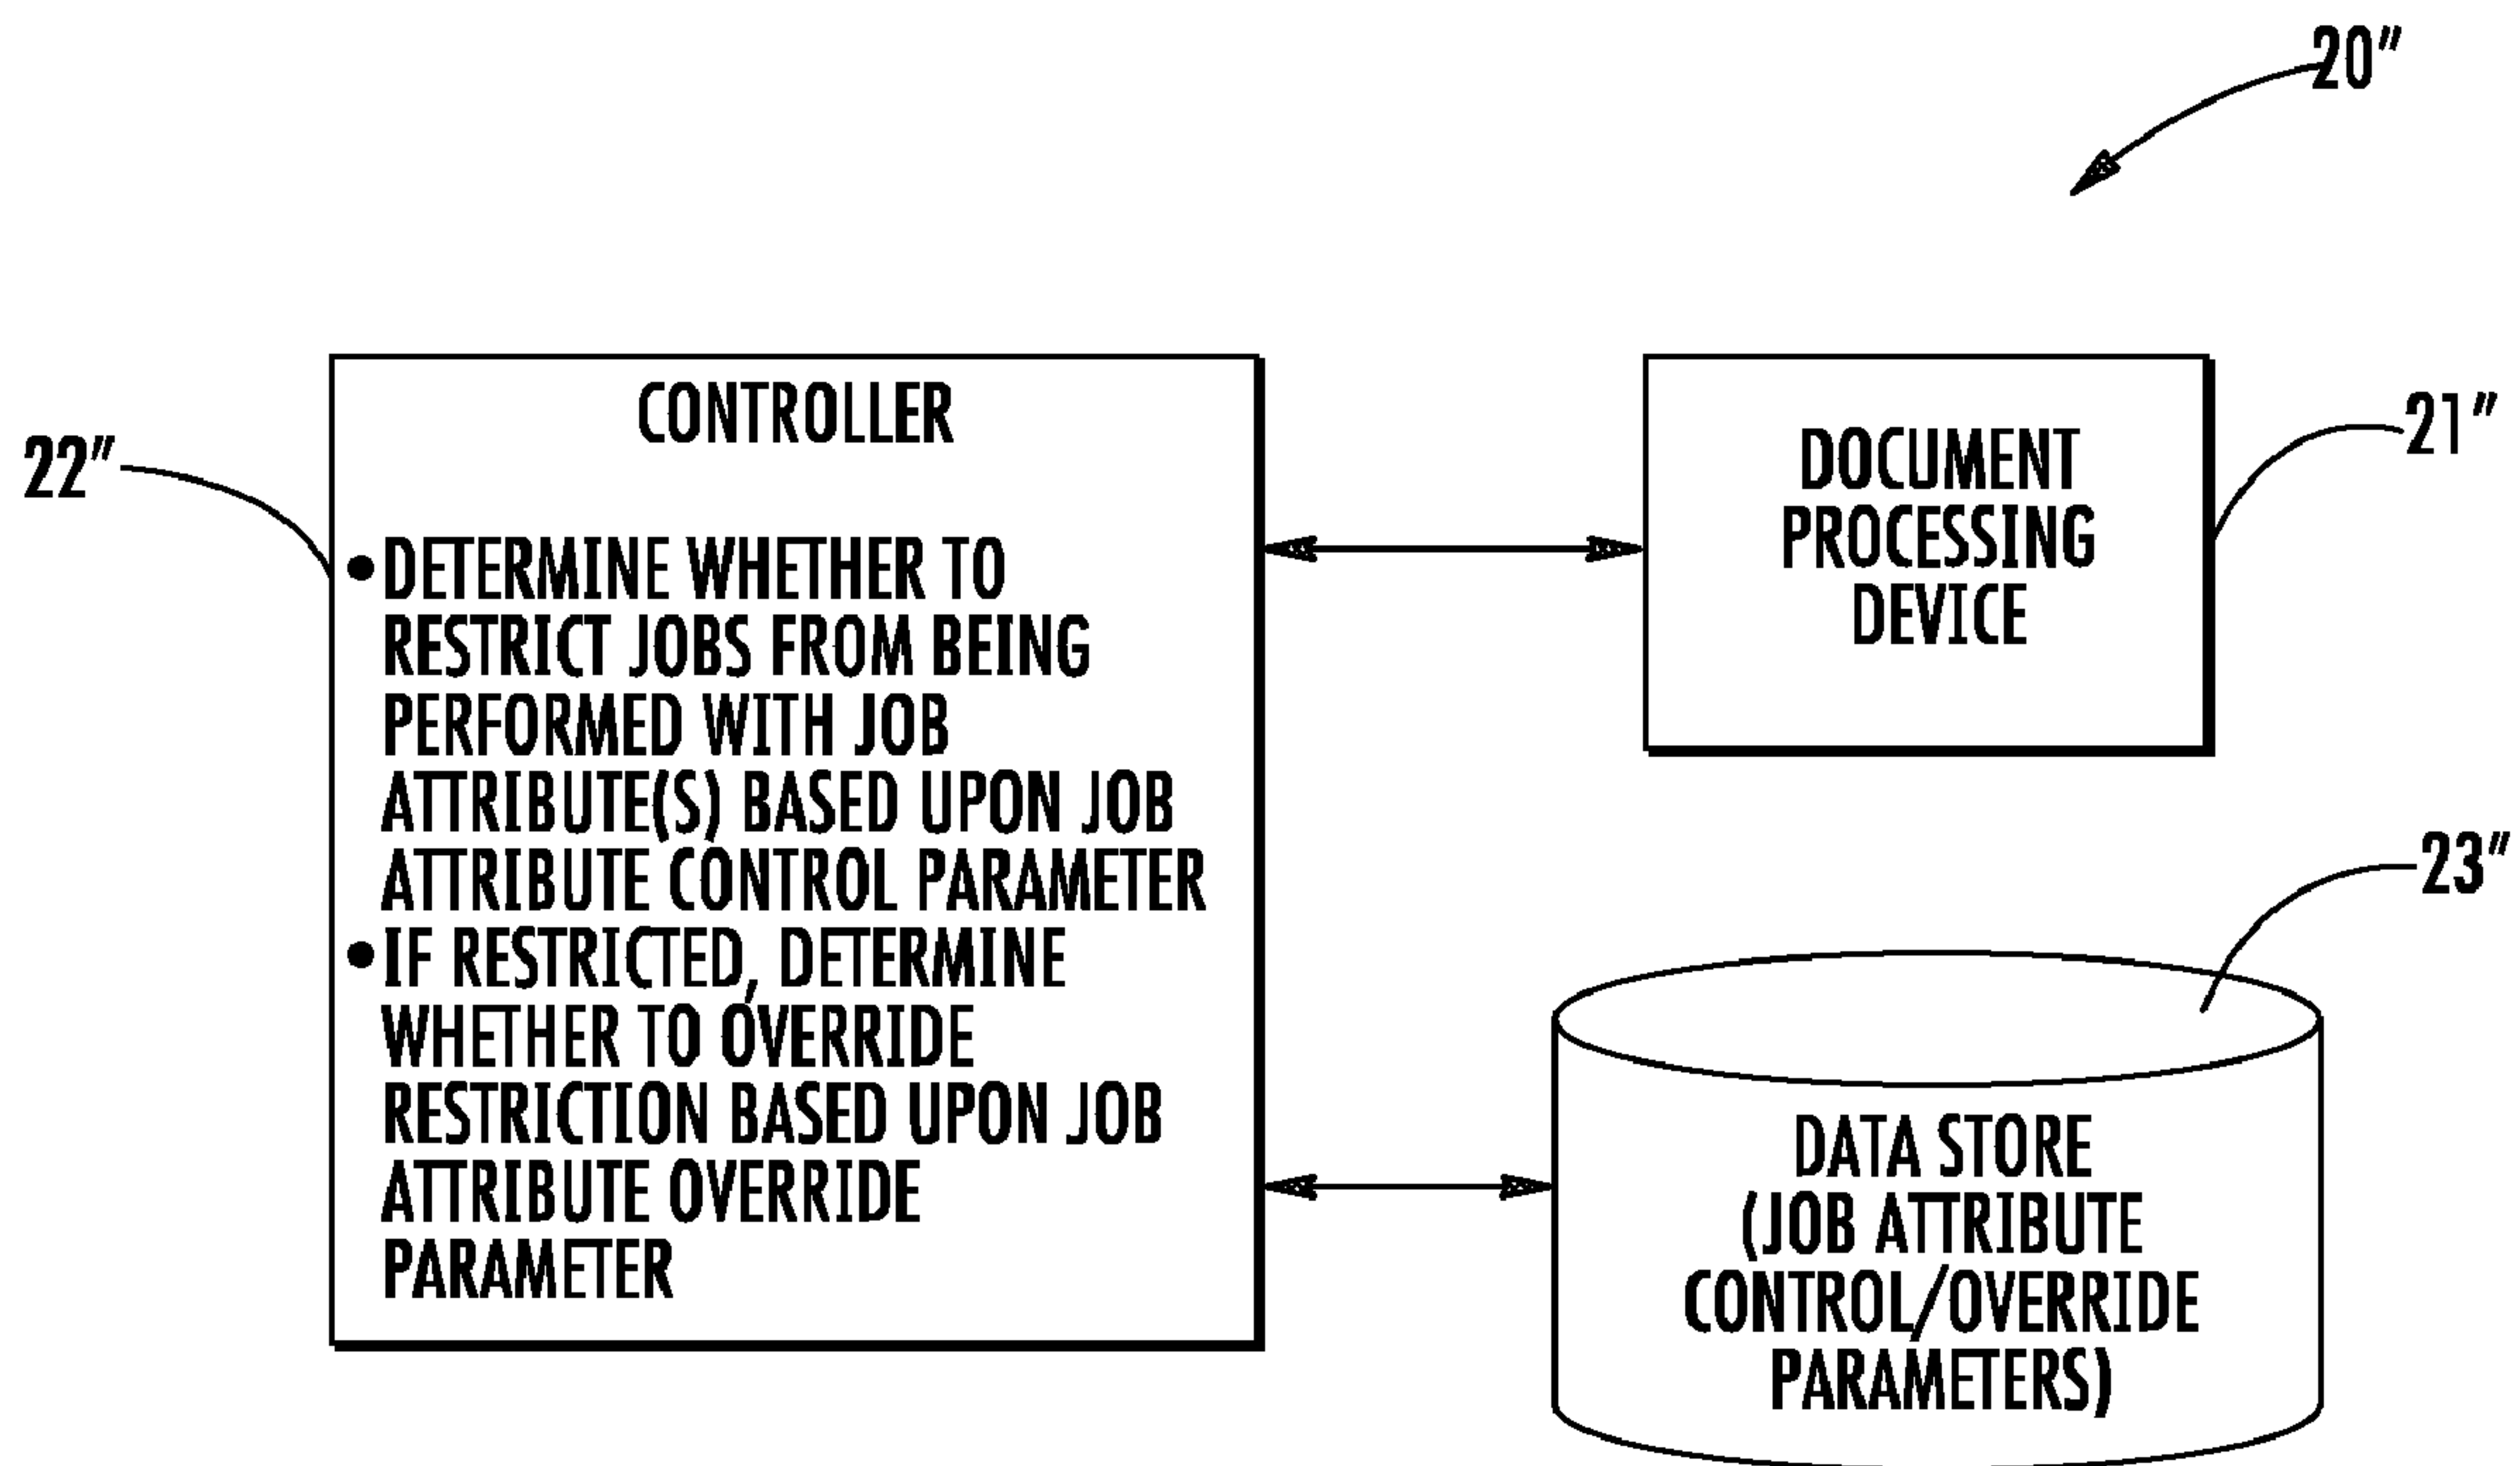 20″
CONTROLLER
22″
●DETERMINE WHETHER TO
RESTRICT JOBS FROM BEING
PERFORMED WITH JOB
ATTRIBUTE(S) BASED UPON JOB
ATTRIBUTE CONTROL PARAMETER
●IF RESTRICTED, DETERMINE
WHETHER TO OVERRIDE
RESTRICTION BASED UPON JOB
ATTRIBUTE OVERRIDE
PARAMETER
DOCUMENT
PROCESSING
DEVICE
21″
23″
DATA STORE
(JOB ATTRIBUTE
CONTROL/OVERRIDE
PARAMETERS)